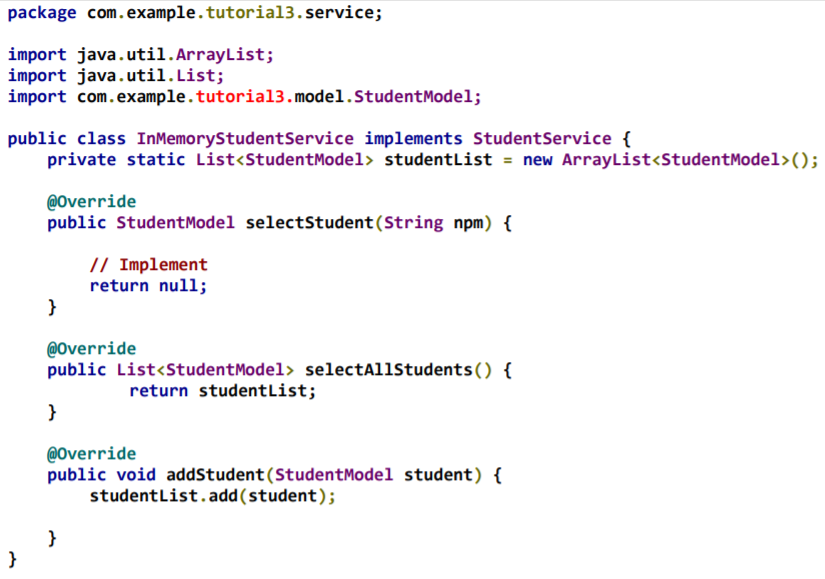 package com.example.tutorial3.service;
import java.util.ArrayList;
import java.util.List;
import com.example.tutorial3.model.StudentModel;
public class InMemoryStudentService implements StudentService {
private static List<StudentModel> studentList = new ArrayList<StudentModel>();
@Override
public StudentModel selectStudent(String npm) {
// Implement
return null;
}
@Override
public List<StudentModel> selectAllStudents() {
return studentList;
}
@Override
public void addStudent(StudentModel student) {
studentList.add(student);
}
}